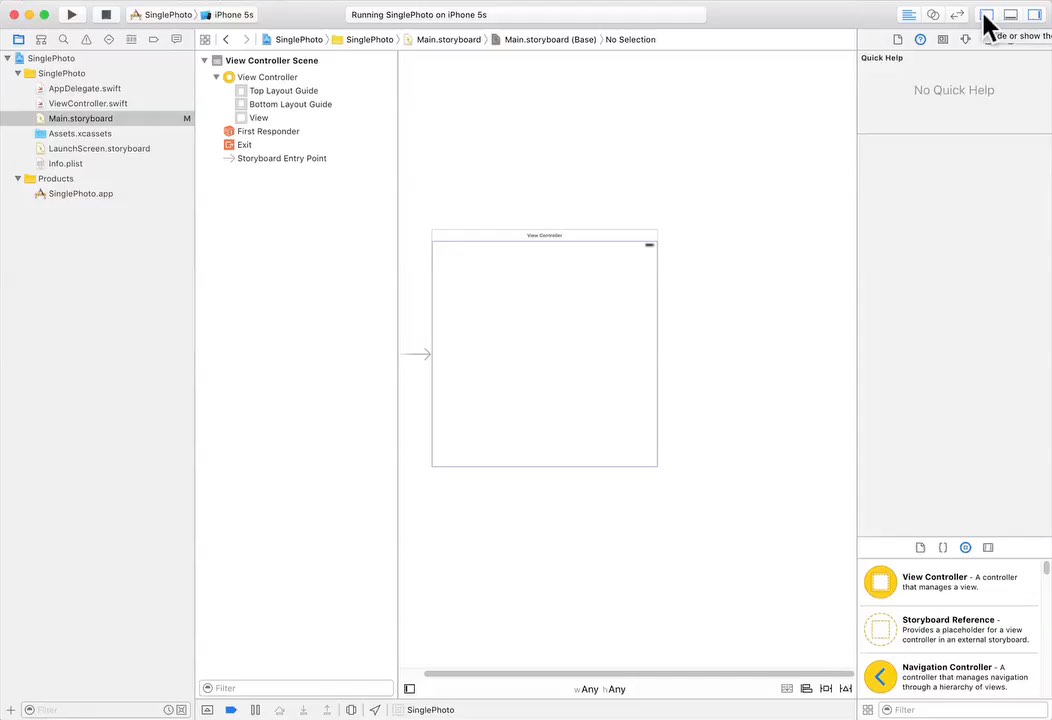 SinglePhoto iPhone 5s
Running SinglePhoto on iPhone 5s
de or show the
SinglePhoto SinglePhoto Main.storyboard Main.storyboard (Base) No Selection
SinglePhoto
SinglePhoto
AppDelegate.swift
ViewController.swift
Main.storyboard M
Assets.xcassets
LaunchScreen.storyboard
Info.plist
Products
SinglePhoto.app
View Controller Scene
View Controller
Top Layout Guide
Bottom Layout Guide
View
First Responder
Exit
Storyboard Entry Point
View Controller
Quick Help
No Quick Help
View Controller - A controller
that manages a view.
Storyboard Reference -
Provides a placeholder for a view
controller in an external storyboard.
Navigation Controller - A
controller that manages navigation
through a hierarchy of views.
Filter
wAny hAny
Filter
SinglePhoto
Filter